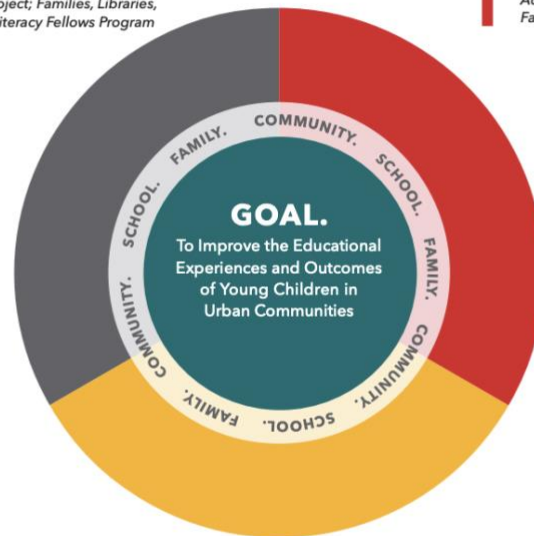 oject; Families, Libraries,
iteracy Fellows Program
GOAL.
To Improve the Educational
Experiences and Outcomes
of Young Children in
Urban Communities
COMMUNITY. SCHOOL. FAMILY. COMMUNITY. SCHOOL. FAMILY. COMMUNITY. SCHOOL. FAMILY.